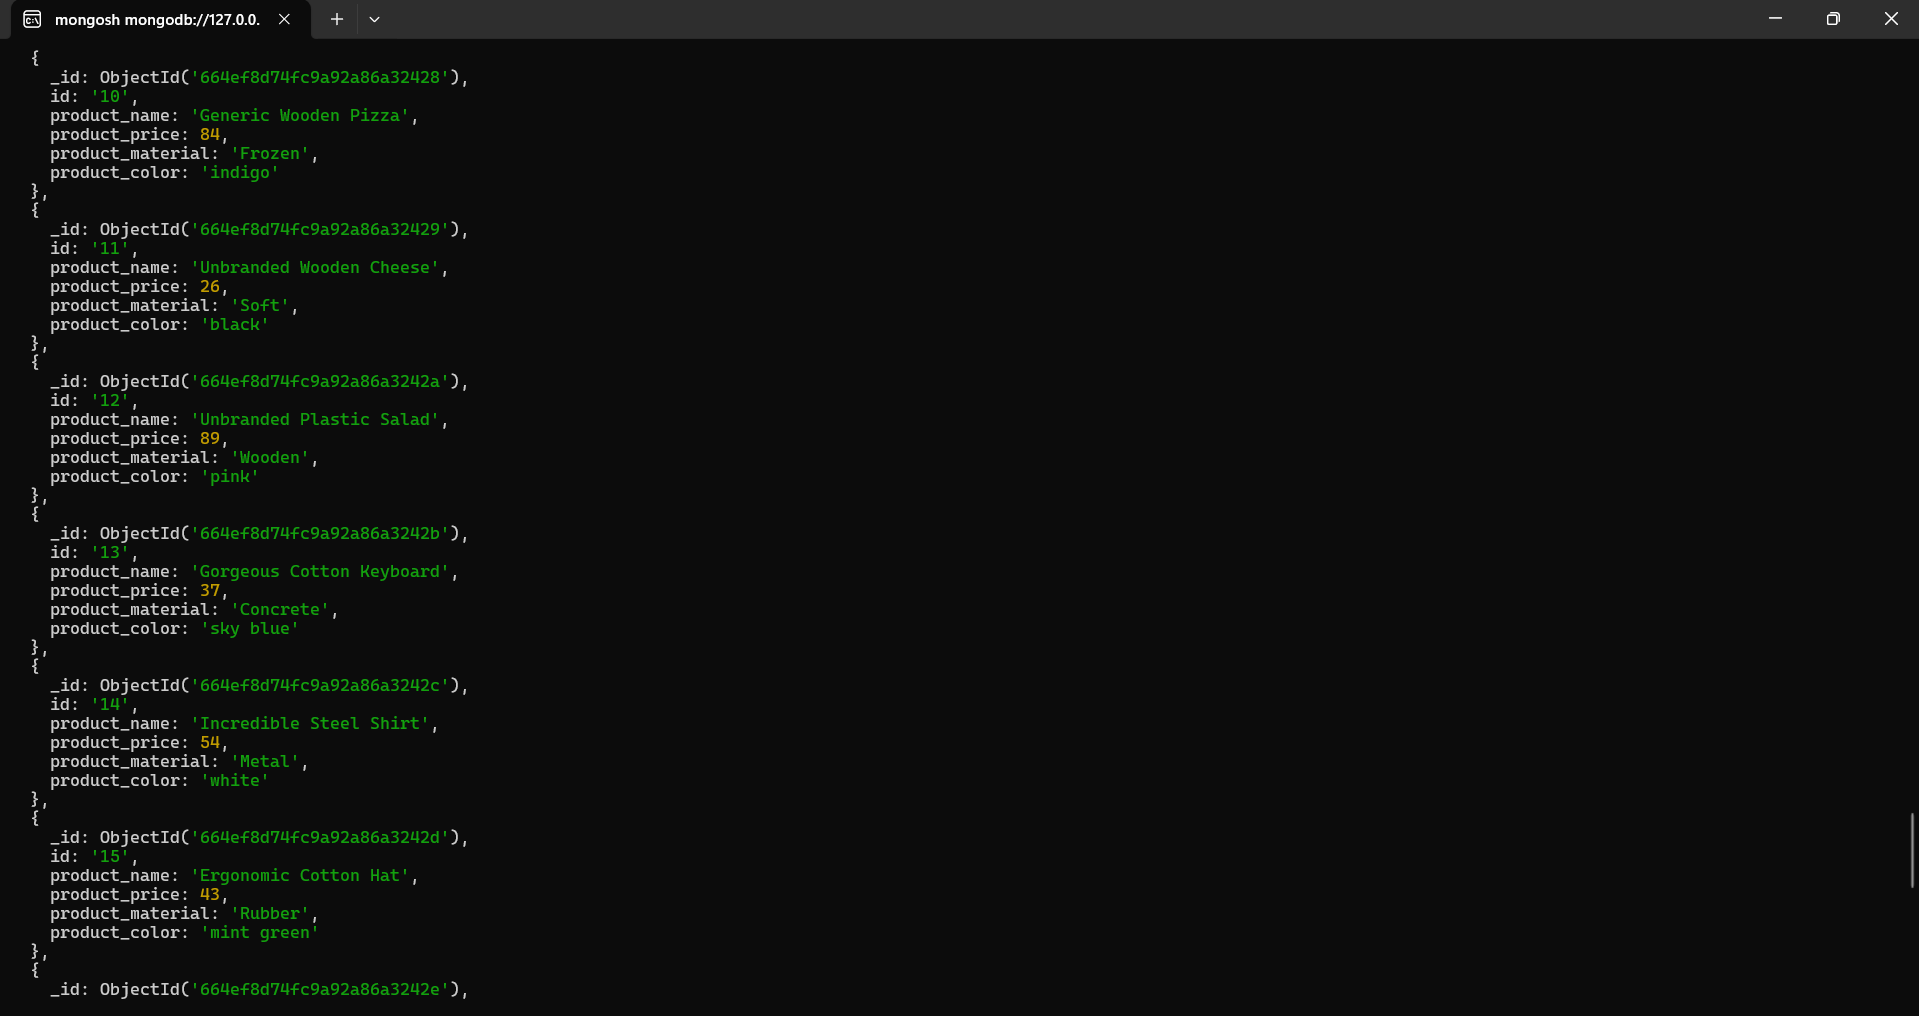 mongosh mongodb://127.0.0.
{
_id: ObjectId('664ef8d74fc9a92a86a32428'),
id: '10',
product_name: 'Generic Wooden Pizza',
product_price: 84,
product_material: 'Frozen',
product_color: 'indigo'
},
{
_id: ObjectId('664ef8d74fc9a92a86a32429'),
id: '11',
product_name: 'Unbranded Wooden Cheese',
product_price: 26,
product_material: 'Soft',
product_color: 'black'
},
{
_id: ObjectId('664ef8d74fc9a92a86a3242a'),
id: '12',
product_name: 'Unbranded Plastic Salad',
product_price: 89,
product_material: 'Wooden',
product_color: 'pink'
},
{
_id: ObjectId('664ef8d74fc9a92a86a3242b'),
id: '13',
product_name: 'Gorgeous Cotton Keyboard',
product_price: 37,
product_material: 'Concrete',
product_color: 'sky blue'
},
{
_id: ObjectId('664ef8d74fc9a92a86a3242c'),
id: '14',
product_name: 'Incredible Steel Shirt',
product_price: 54,
product_material: 'Metal',
product_color: 'white'
},
{
_id: ObjectId('664ef8d74fc9a92a86a3242d'),
id: '15',
product_name: 'Ergonomic Cotton Hat',
product_price: 43,
product_material: 'Rubber',
product_color: 'mint green'
},
{
_id: ObjectId('664ef8d74fc9a92a86a3242e'),